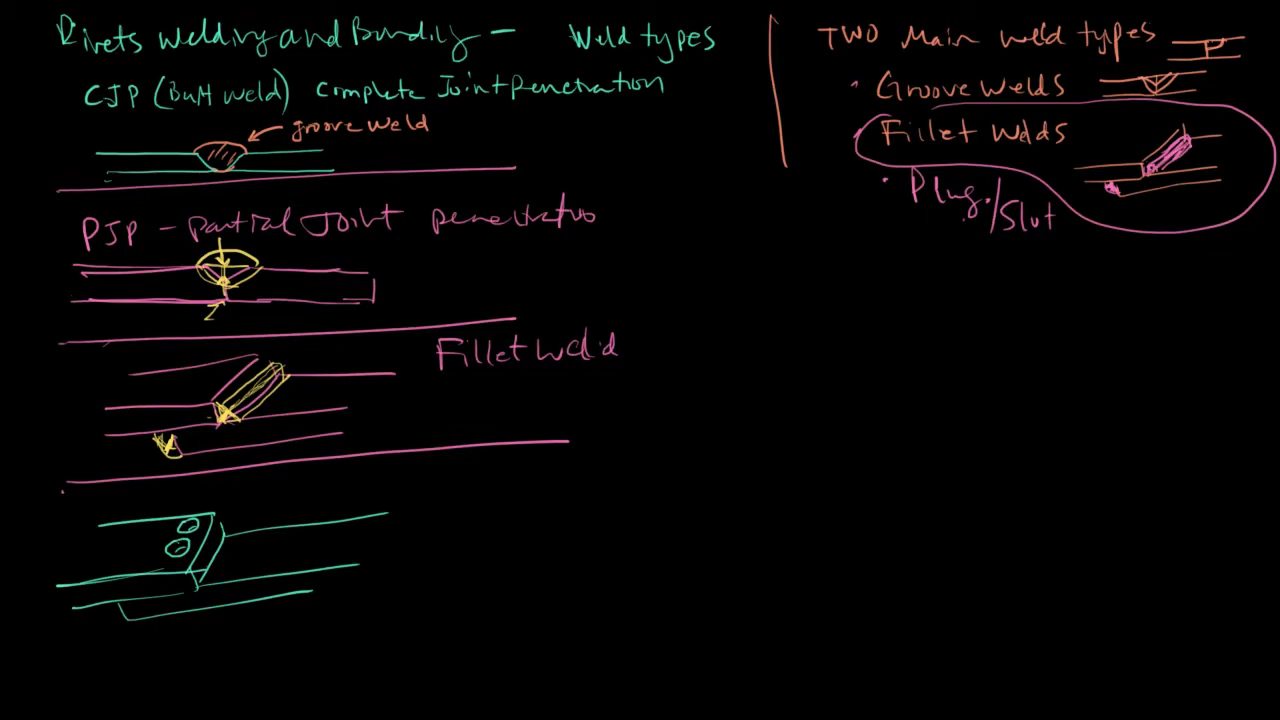 Rivets Welding and Bonding - Weld types
CJP (Butt weld) Complete Joint penetration
groove weld
PJP - Partial Joint penetratio
Fillet Weld
TWO Main weld types
• Groove Welds
• Fillet Welds
• Plug/Slot